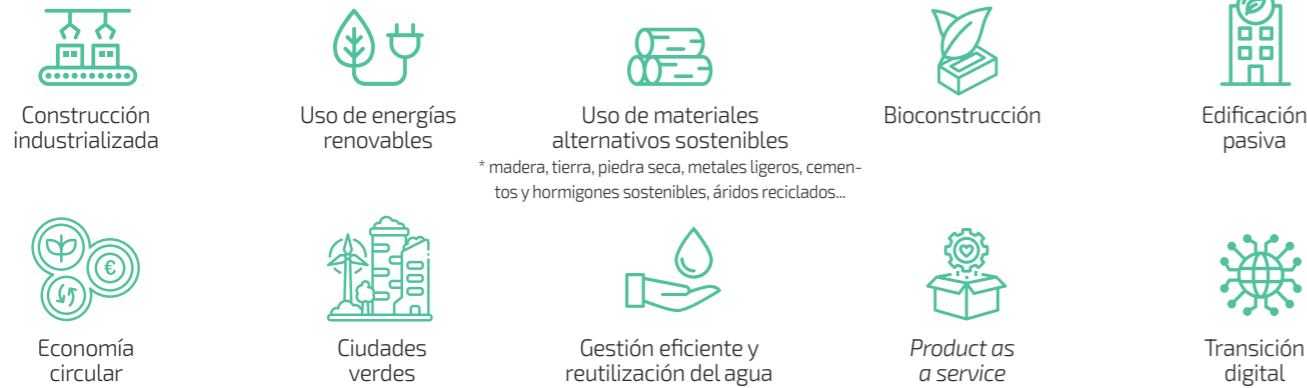 Construcción
industrializada
Uso de energías
renovables
Uso de materiales
alternativos sostenibles
* madera, tierra, piedra seca, metales ligeros, cemen-
tos y hormigones sostenibles, áridos reciclados...
Bioconstrucción
Edificación
pasiva
Economía
circular
€
Ciudades
verdes
Gestión eficiente y
reutilización del agua
Product as
a service
Transición
digital